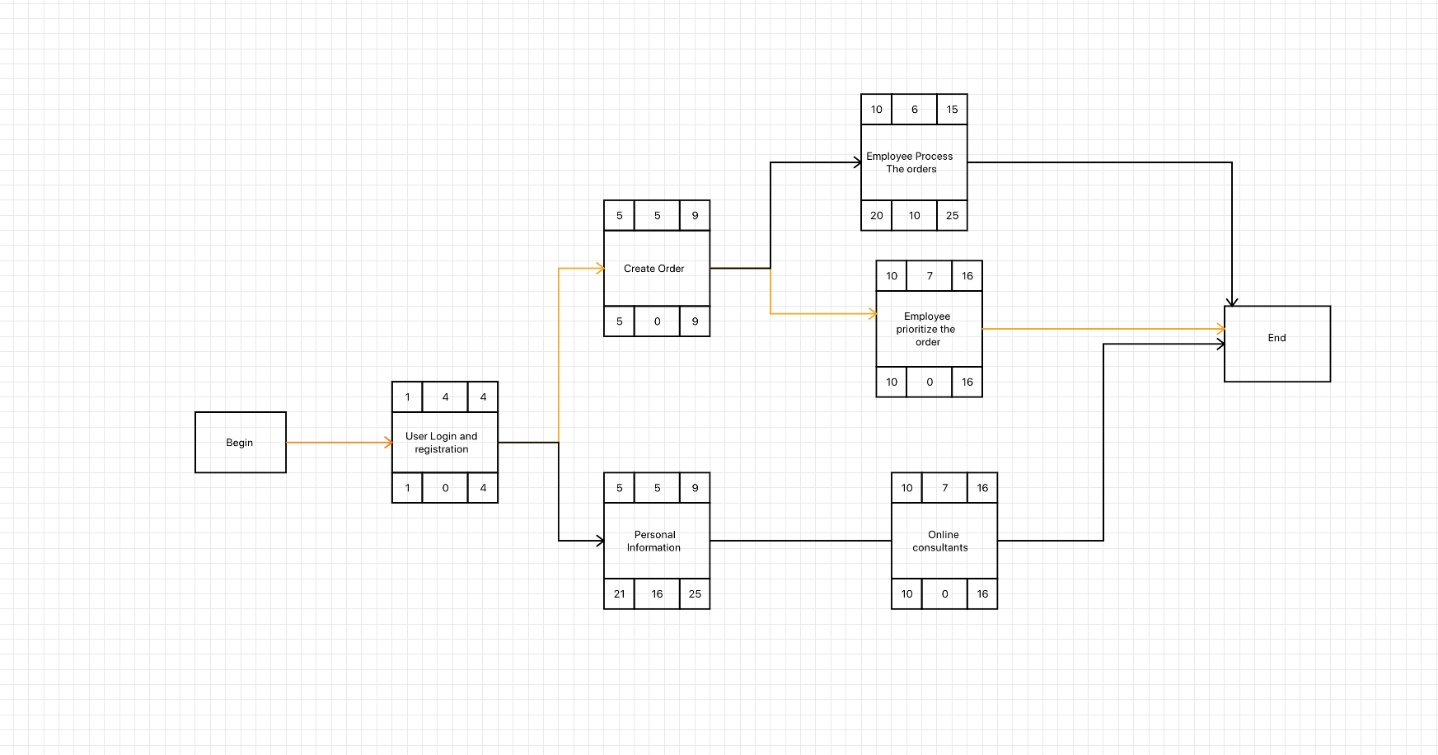 10 6 15
Employee Process
The orders
20 10 25
5 5 9
Create Order
5 0 9
10 7 16
Employee
prioritize the
order
10 0 16
End
1 4 4
Begin
User Login and
registration
1 0 4
5 5 9
Personal
Information
21 16 25
10 7 16
Online
consultants
10 0 16